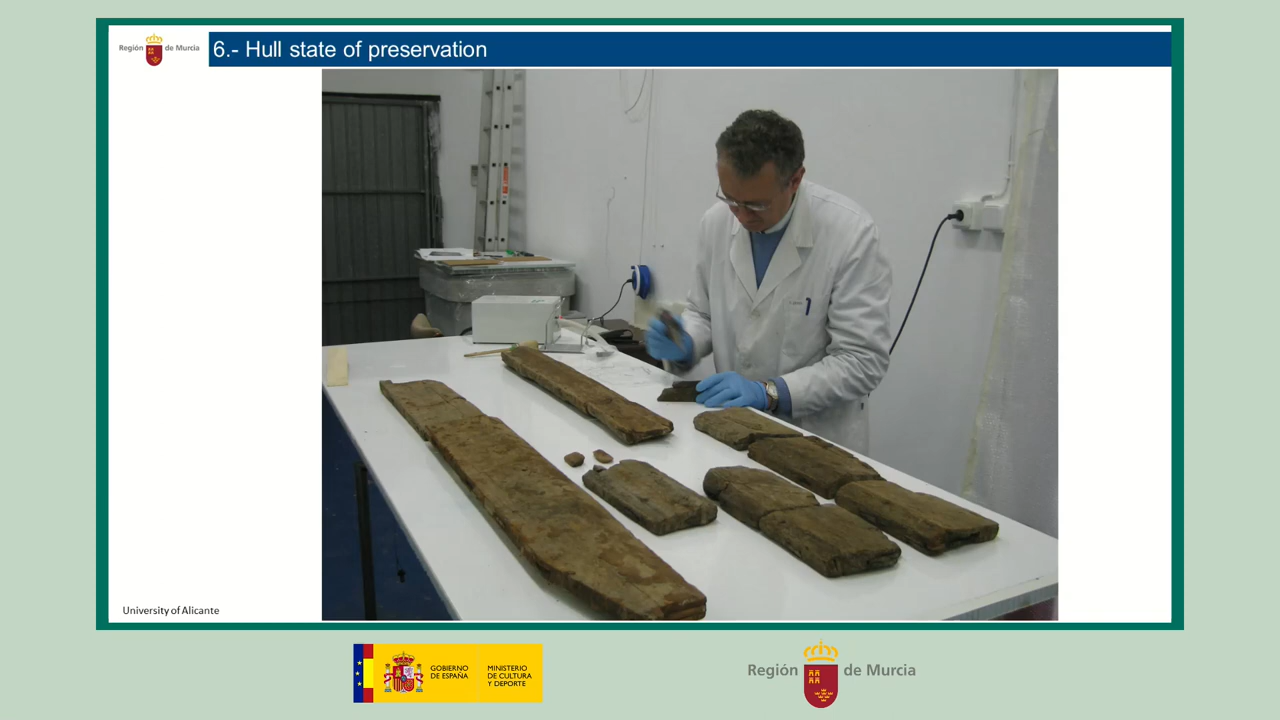 Región de Murcia
6.- Hull state of preservation
University of Alicante
GOBIERNO
DE ESPAÑA
MINISTERIO
DE CULTURA
Y DEPORTE
Región de Murcia